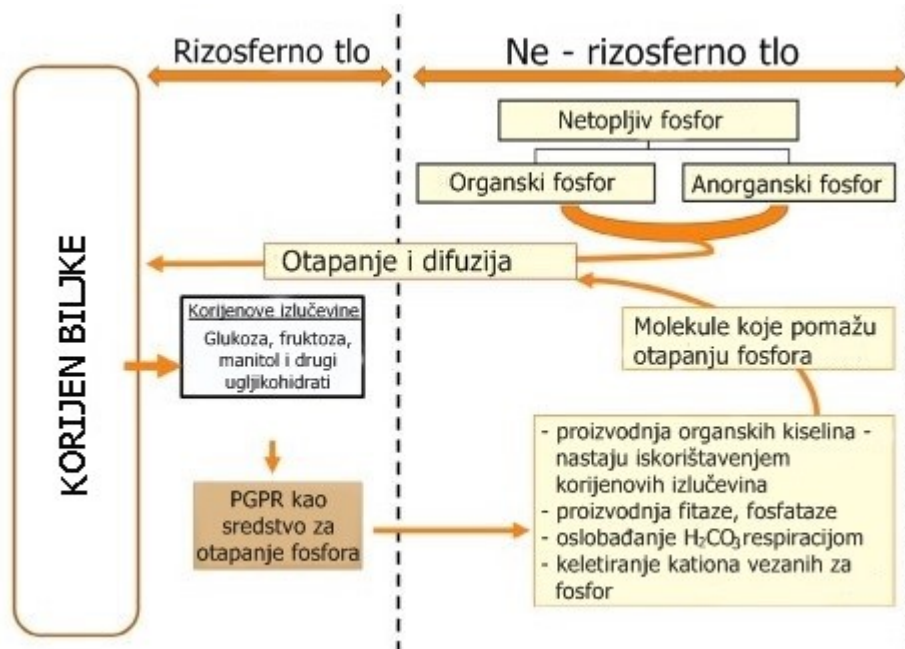 Rizosferno tlo
Ne - rizosferno tlo
Netopljiv fosfor
Organski fosfor
Anorganski fosfor
Otapanje i difuzija
KORIJEN BILJKE
Korijenove izlučevine
Glukoza, fruktoza,
manitol i drugi
ugljikohidrati
Molekule koje pomažu
otapanju fosfora
PGPR kao
sredstvo za
otapanje fosfora
- proizvodnja organskih kiselina -
nastaju iskorištavenjem
korijenovih izlučevina
- proizvodnja fitaze, fosfataze
- oslobađanje H₂CO₃ respiracijom
- keletiranje kationa vezanih za
fosfor